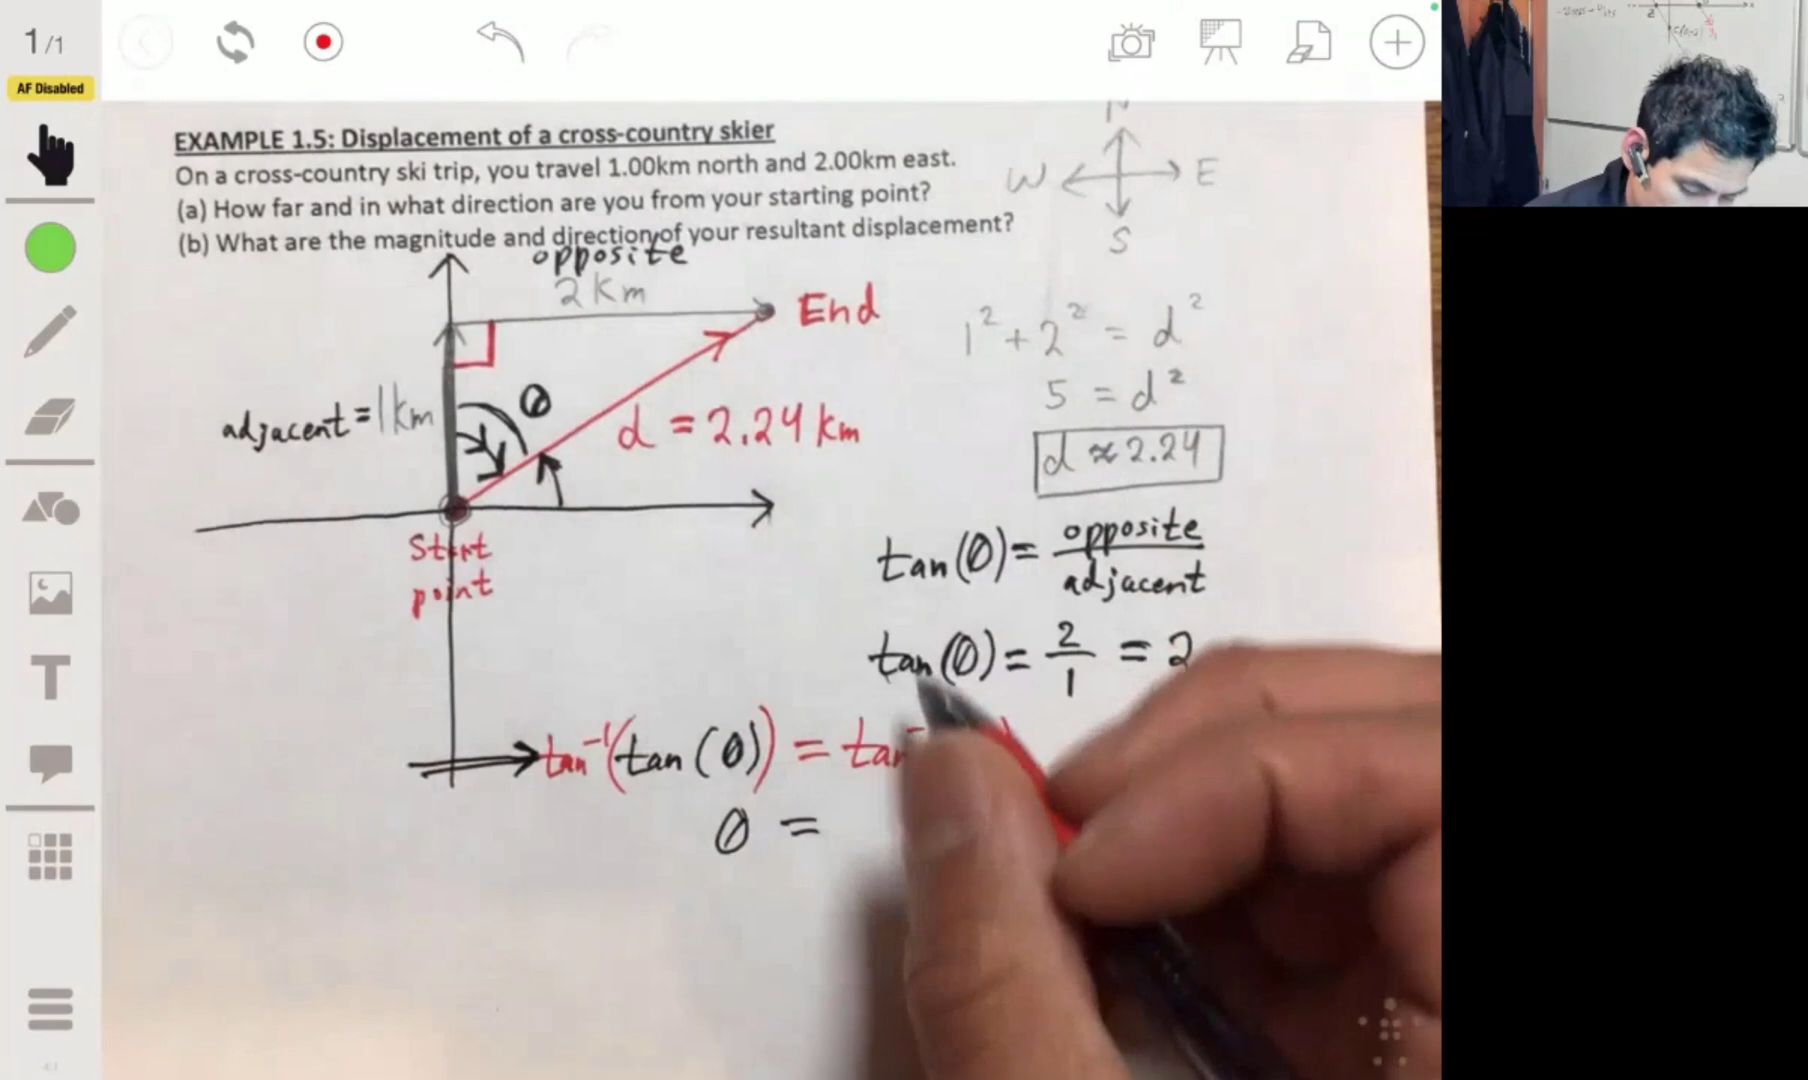 1/1
AF Disabled
EXAMPLE 1.5: Displacement of a cross-country skier
On a cross-country ski trip, you travel 1.00km north and 2.00km east.
(a) How far and in what direction are you from your starting point?
(b) What are the magnitude and direction of your resultant displacement?
W E
S
opposite
2 km
End
adjacent = 1 km
θ
d = 2.24 km
Start
point
1² + 2² = d²
5 = d²
d ≈ 2.24
tan(θ) = opposite
adjacent
tan(θ) = 2/1 = 2
tan⁻¹(tan(θ)) = tan⁻
θ =
T